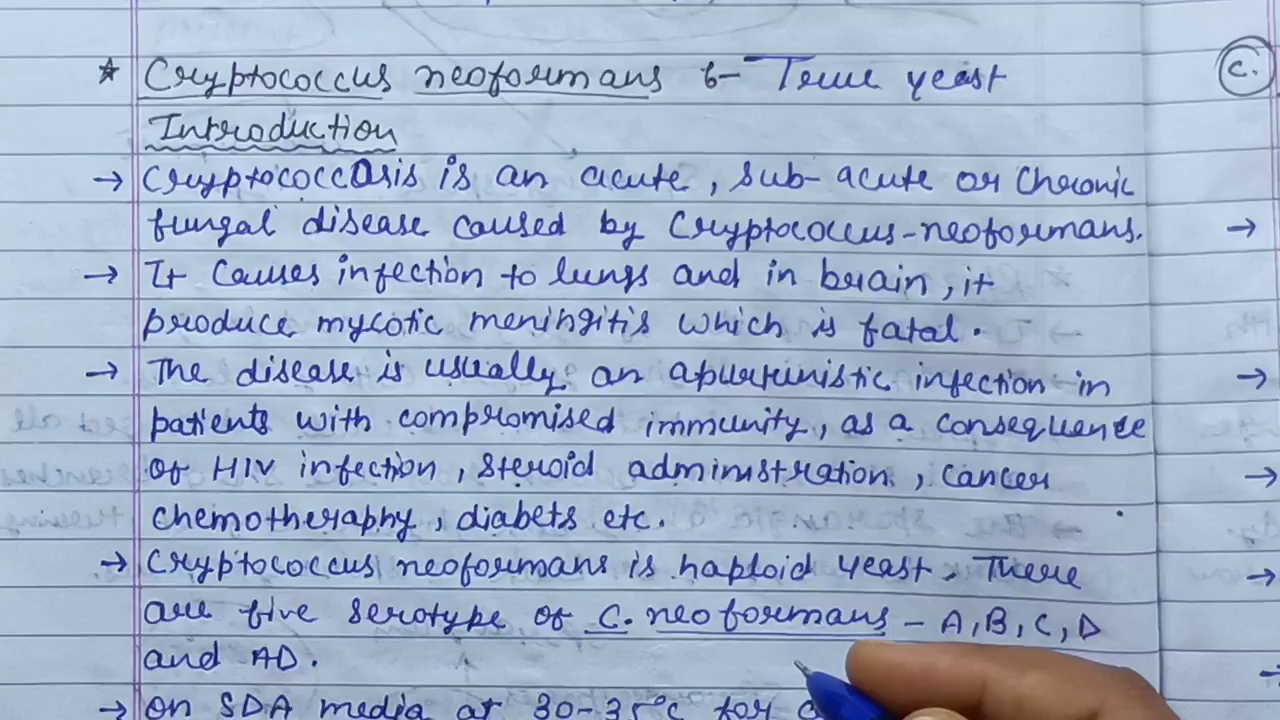 * Cryptococcus neoformans :- True yeast
Introduction
→ Cryptococcosis is an acute, sub-acute or chronic
fungal disease caused by Cryptococcus-neoformans.
→ It causes infection to lungs and in brain, it
produce mycotic meningitis which is fatal.
→ The disease is usually an apurtunistic infection in
patients with compromised immunity, as a consequence
of HIV infection, steroid administration, cancer
chemotheraphy, diabets etc.
→ Cryptococcus neoformans is haploid yeast. There
are five serotype of C. neoformans - A, B, C, D
and AD.
→ On SDA media at 30-35°C for
C.